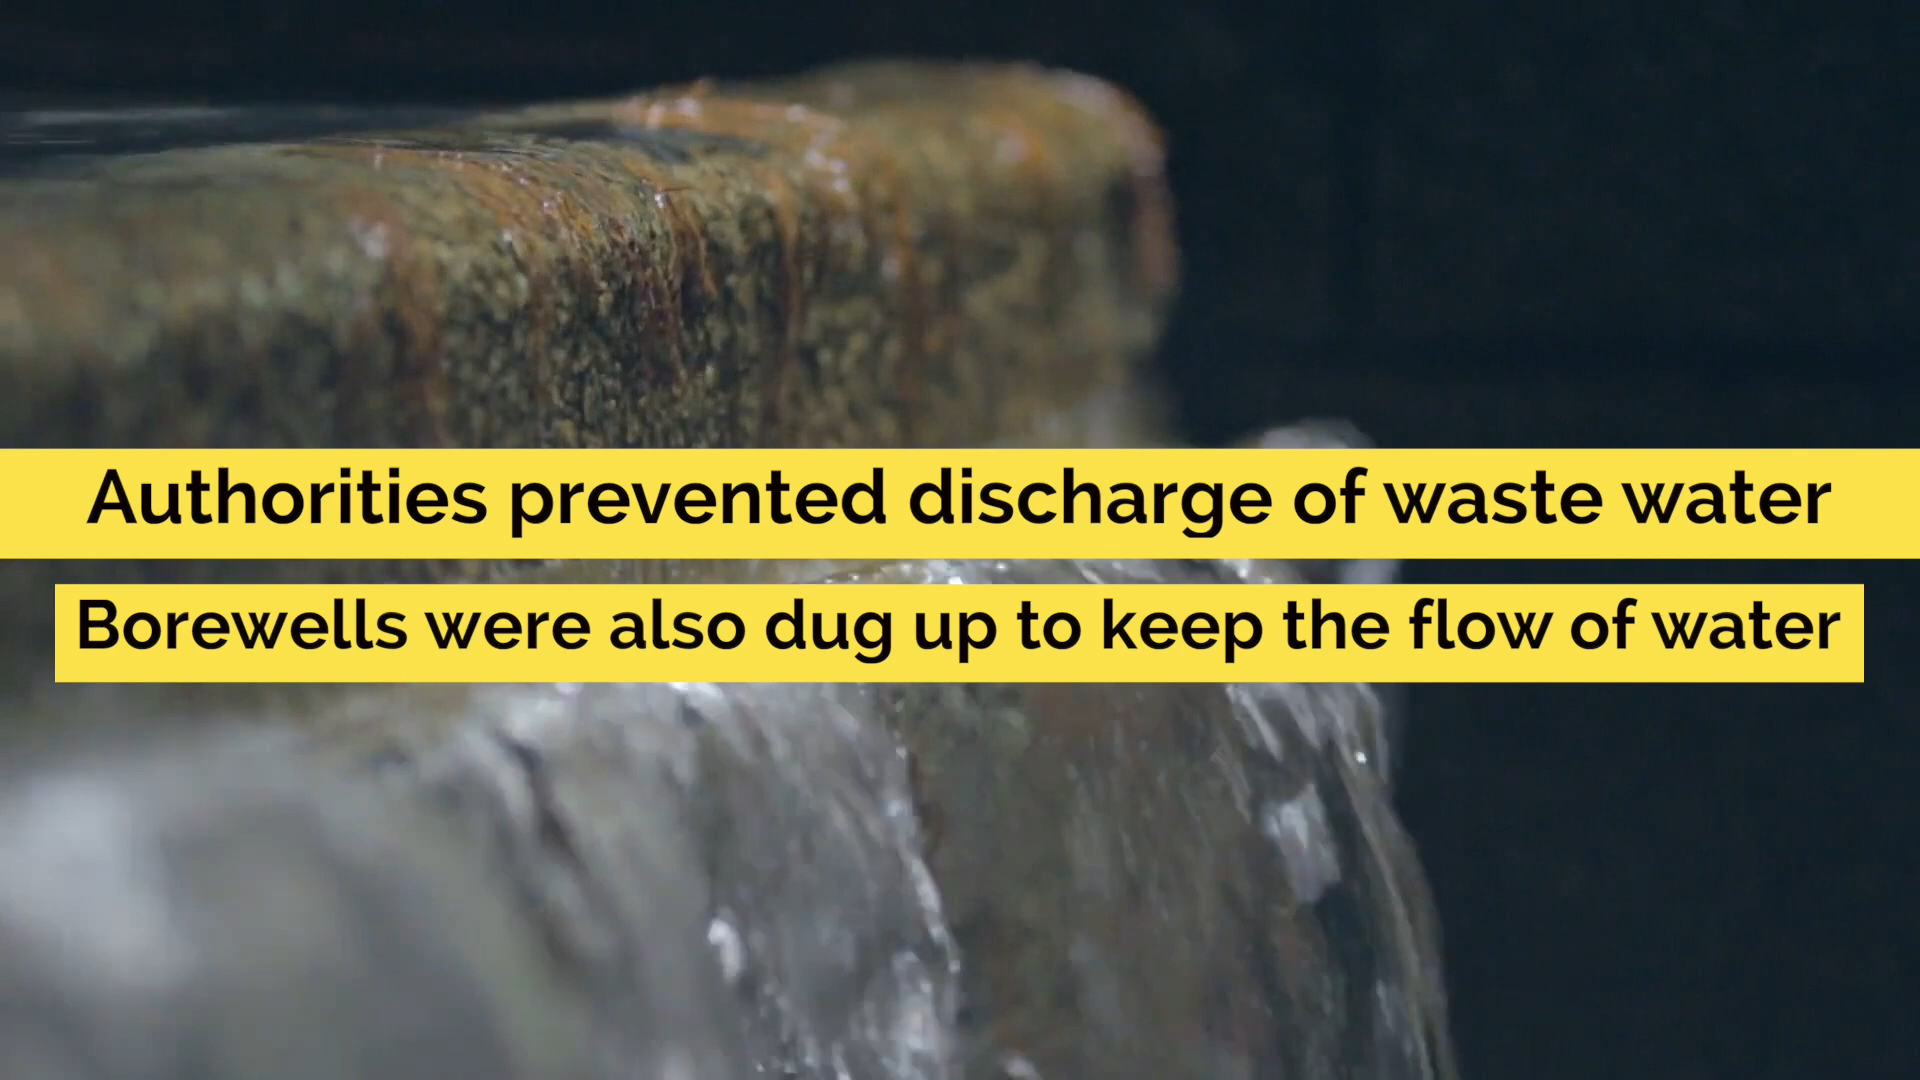 Authorities prevented discharge of waste water
Borewells were also dug up to keep the flow of water